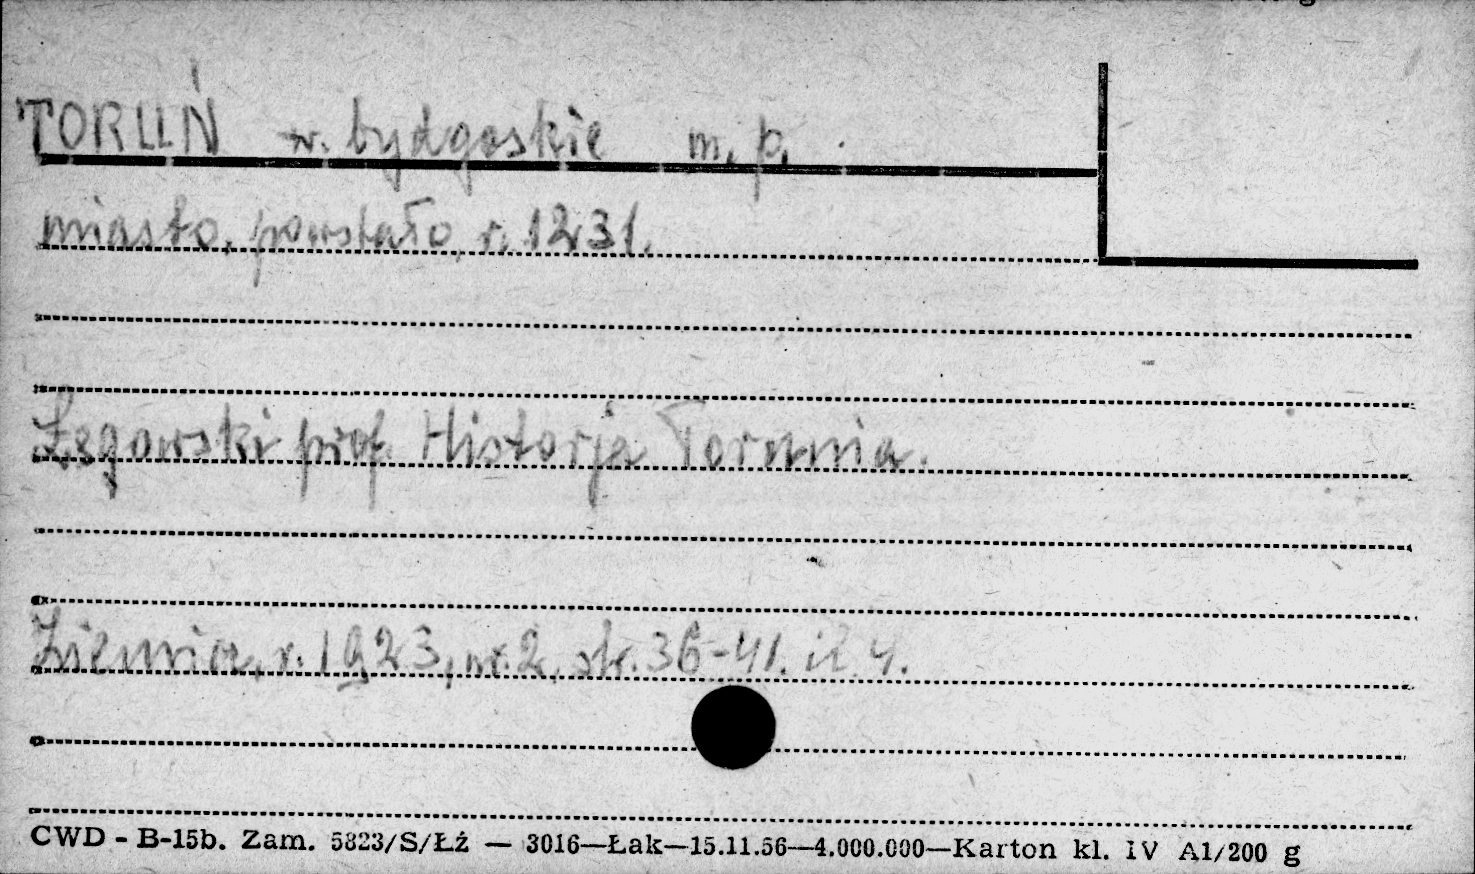 TORUŃ w. bydgoskie m. p.
miasto, powstało, r. 1231.
Łęgowski prof. Historja Torunia.
Ziemia, r. 1923, nr. 2, str. 36-41. il. 4.
CWD - B-15b. Zam. 5823/S/Łź — 3016—Łak—15.11.56—4.000.000—Karton kl. IV A1/200 g